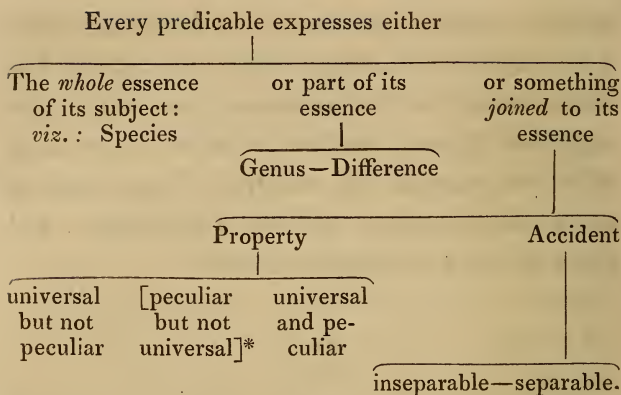 Every predicable expresses either
The whole essence of its subject: viz.: Species
or part of its essence
or something joined to its essence
Genus—Difference
Property
Accident
universal but not peculiar
[peculiar but not universal]*
universal and pe-culiar
inseparable—separable.